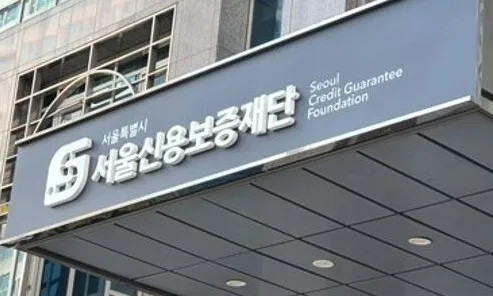 서울특별시
서울신용보증재단
Seoul
Credit Guarantee
Foundation